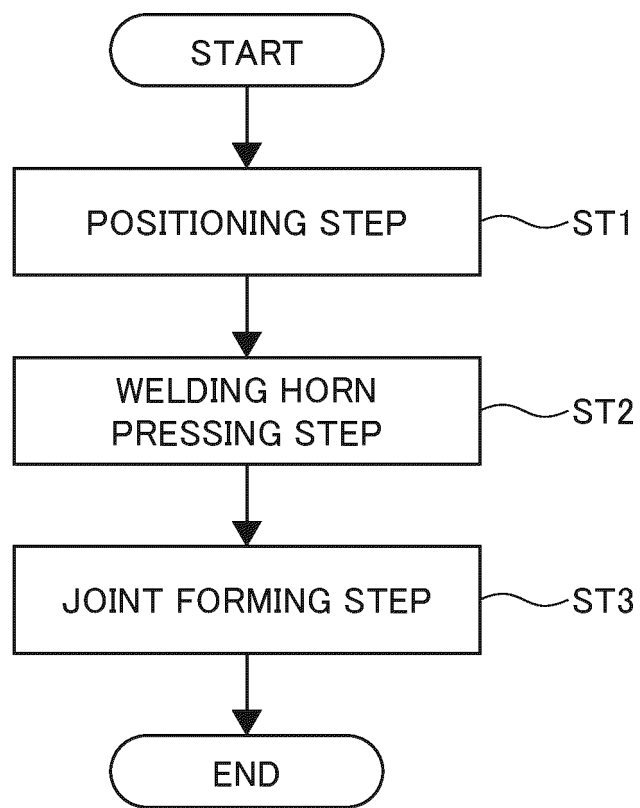 START
POSITIONING STEP
ST1
WELDING HORN
PRESSING STEP
ST2
JOINT FORMING STEP
ST3
END